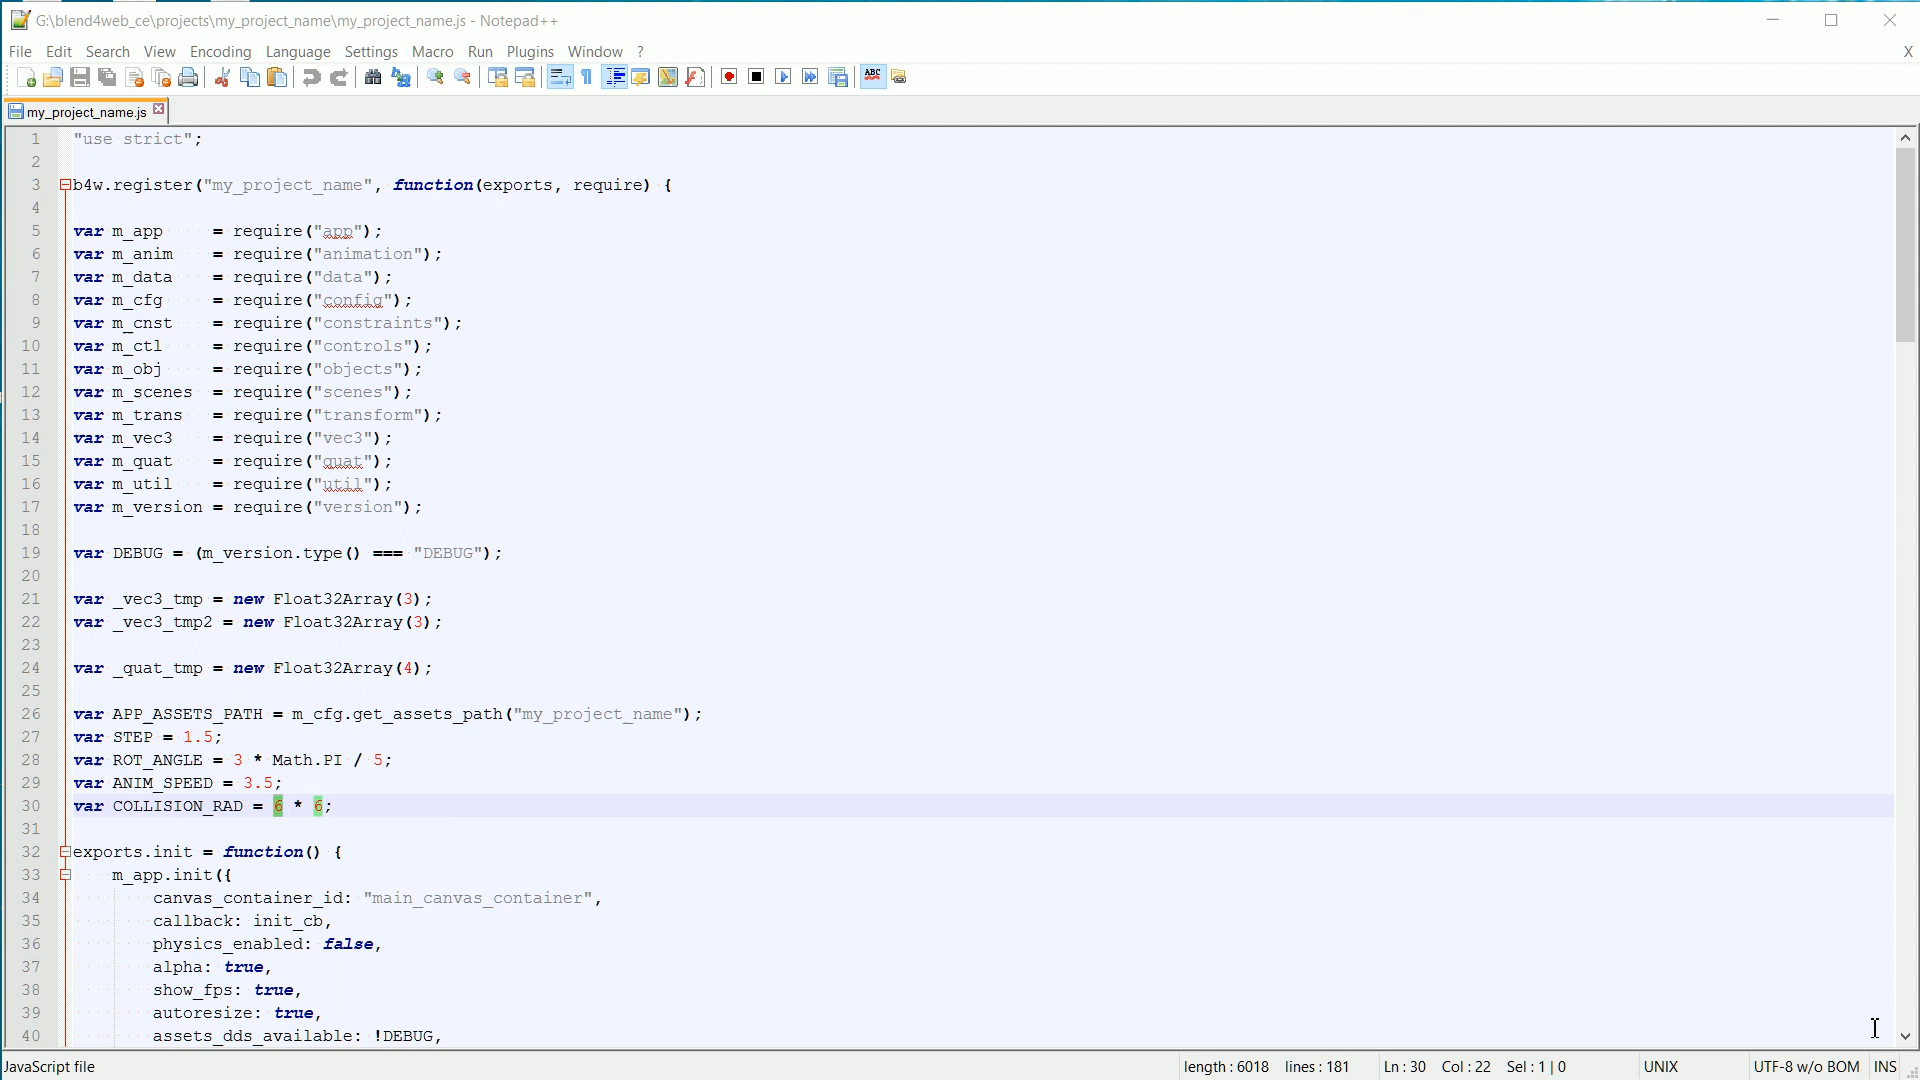 G:\blend4web_ce\projects\my_project_name\my_project_name.js - Notepad++
File Edit Search View Encoding Language Settings Macro Run Plugins Window ? X
ABC
my_project_name.js
1 "use strict";
2
3 b4w.register("my_project_name", function(exports, require) {
4
5 var m_app     = require("app");
6 var m_anim    = require("animation");
7 var m_data    = require("data");
8 var m_cfg     = require("config");
9 var m_cnst    = require("constraints");
10 var m_ctl     = require("controls");
11 var m_obj     = require("objects");
12 var m_scenes  = require("scenes");
13 var m_trans   = require("transform");
14 var m_vec3    = require("vec3");
15 var m_quat    = require("quat");
16 var m_util    = require("util");
17 var m_version = require("version");
18
19 var DEBUG = (m_version.type() === "DEBUG");
20
21 var _vec3_tmp = new Float32Array(3);
22 var _vec3_tmp2 = new Float32Array(3);
23
24 var _quat_tmp = new Float32Array(4);
25
26 var APP_ASSETS_PATH = m_cfg.get_assets_path("my_project_name");
27 var STEP = 1.5;
28 var ROT_ANGLE = 3 * Math.PI / 5;
29 var ANIM_SPEED = 3.5;
30 var COLLISION_RAD = 6 * 6;
31
32 exports.init = function() {
33     m_app.init({
34         canvas_container_id: "main_canvas_container",
35         callback: init_cb,
36         physics_enabled: false,
37         alpha: true,
38         show_fps: true,
39         autoresize: true,
40         assets_dds_available: !DEBUG,
JavaScript file length : 6018 lines : 181 Ln : 30 Col : 22 Sel : 1 | 0 UNIX UTF-8 w/o BOM INS